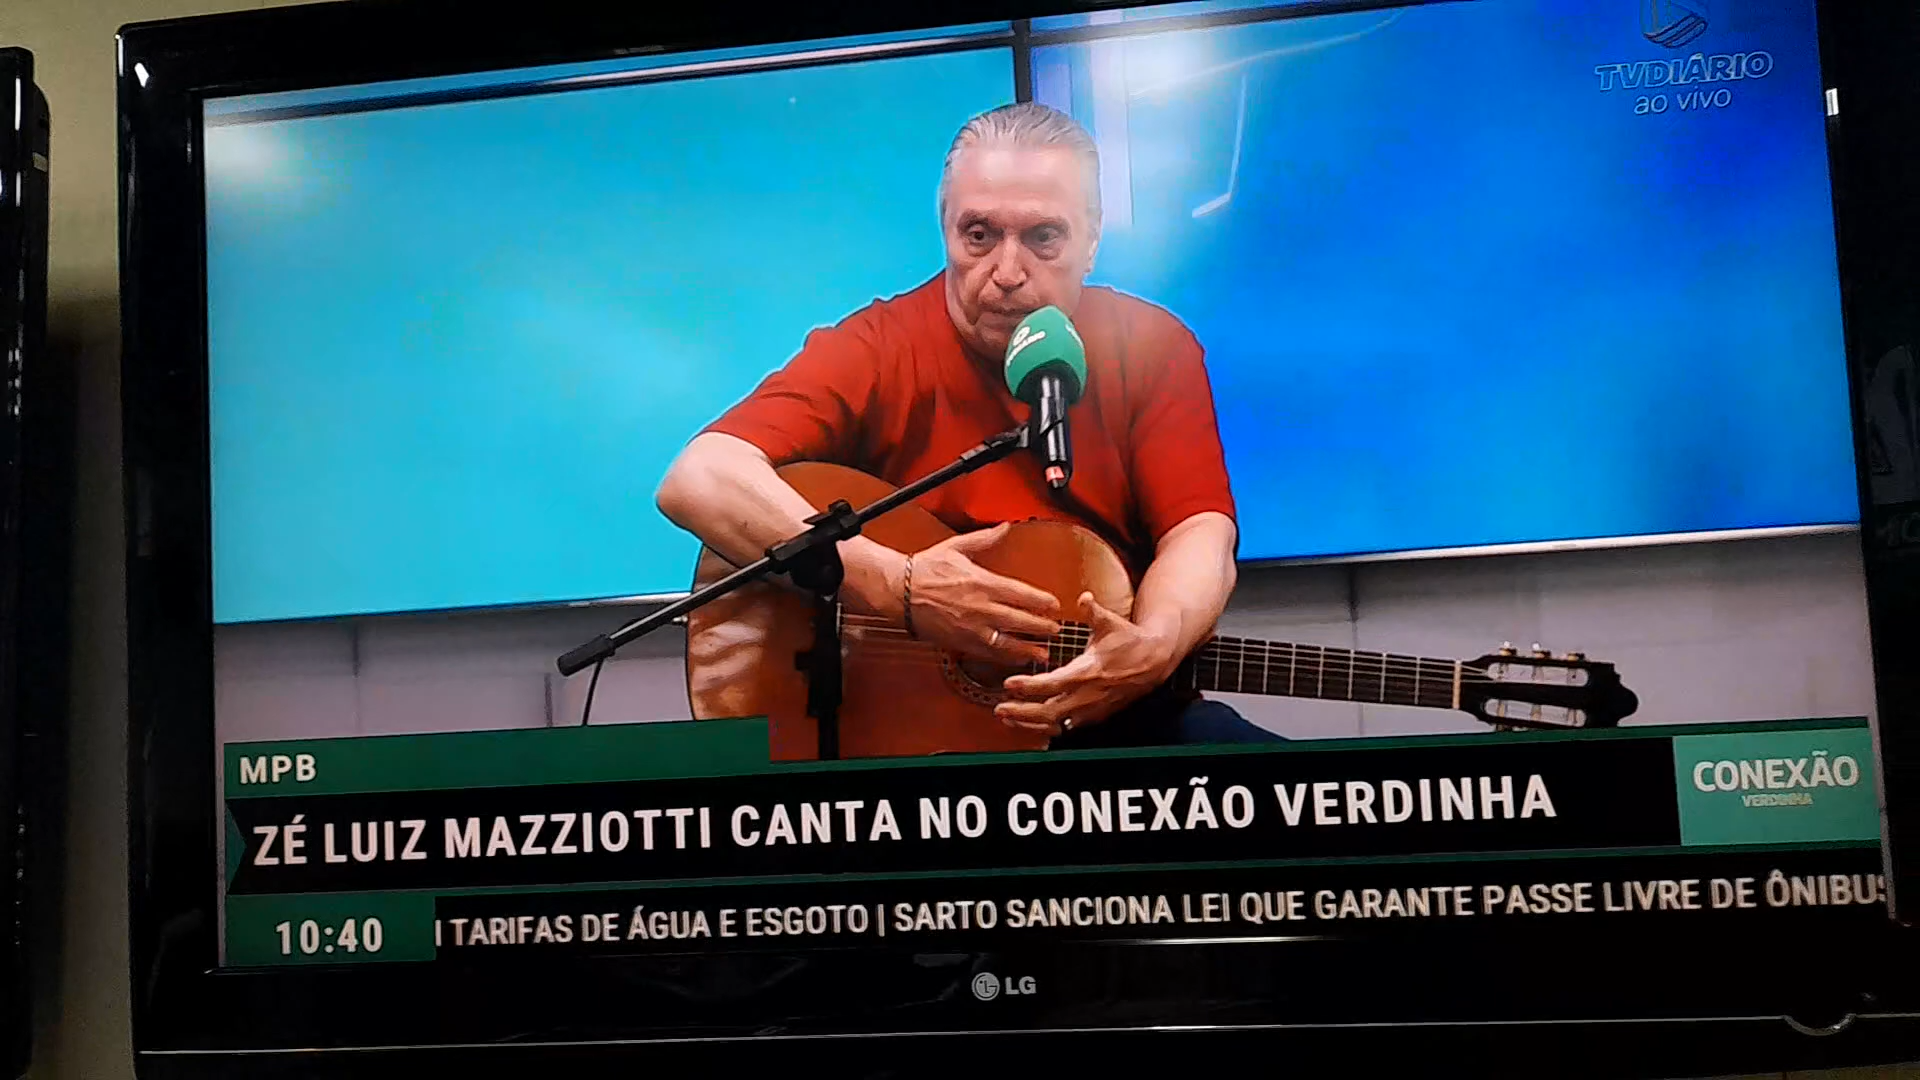 TVDIÁRIO
ao vivo
MPB
ZÉ LUIZ MAZZIOTTI CANTA NO CONEXÃO VERDINHA
CONEXÃO
VERDINHA
10:40
I TARIFAS DE ÁGUA E ESGOTO | SARTO SANCIONA LEI QUE GARANTE PASSE LIVRE DE ÔNIBUS
LG